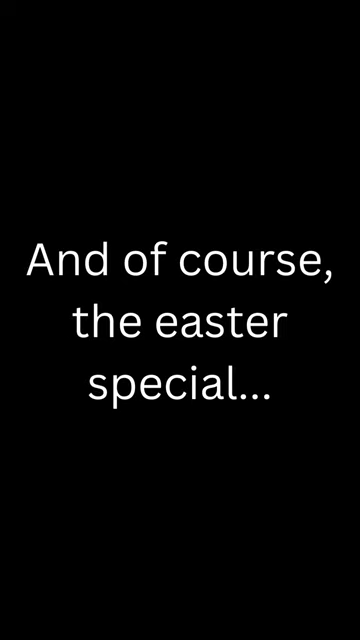 And of course,
the easter
special...